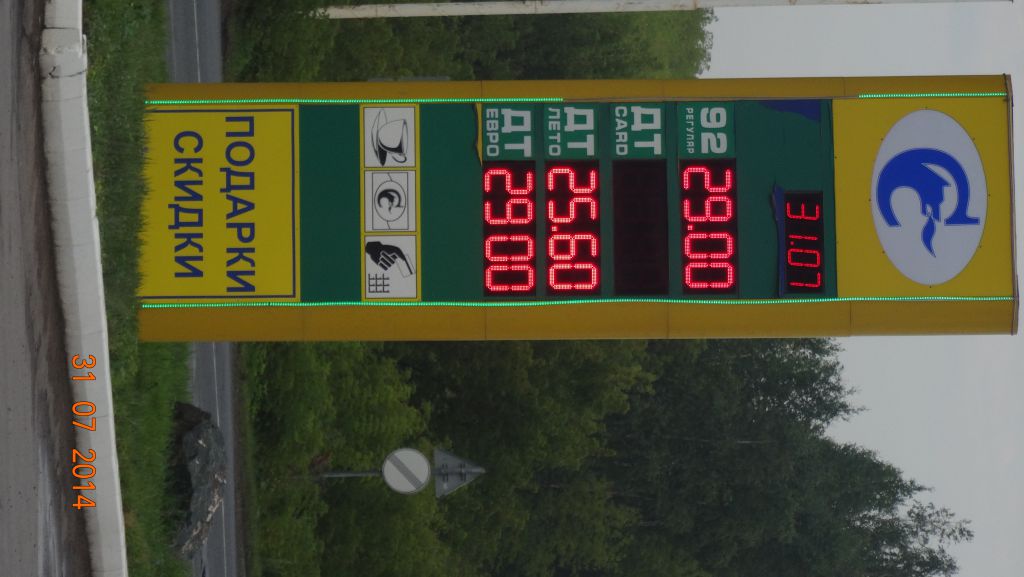 31.07
92
РЕГУЛЯР
29.00
ДТ
CARD
ДТ
ЛЕТО
25.60
ДТ
ЕВРО
29.00
ПОДАРКИ
СКИДКИ
31 07 2014